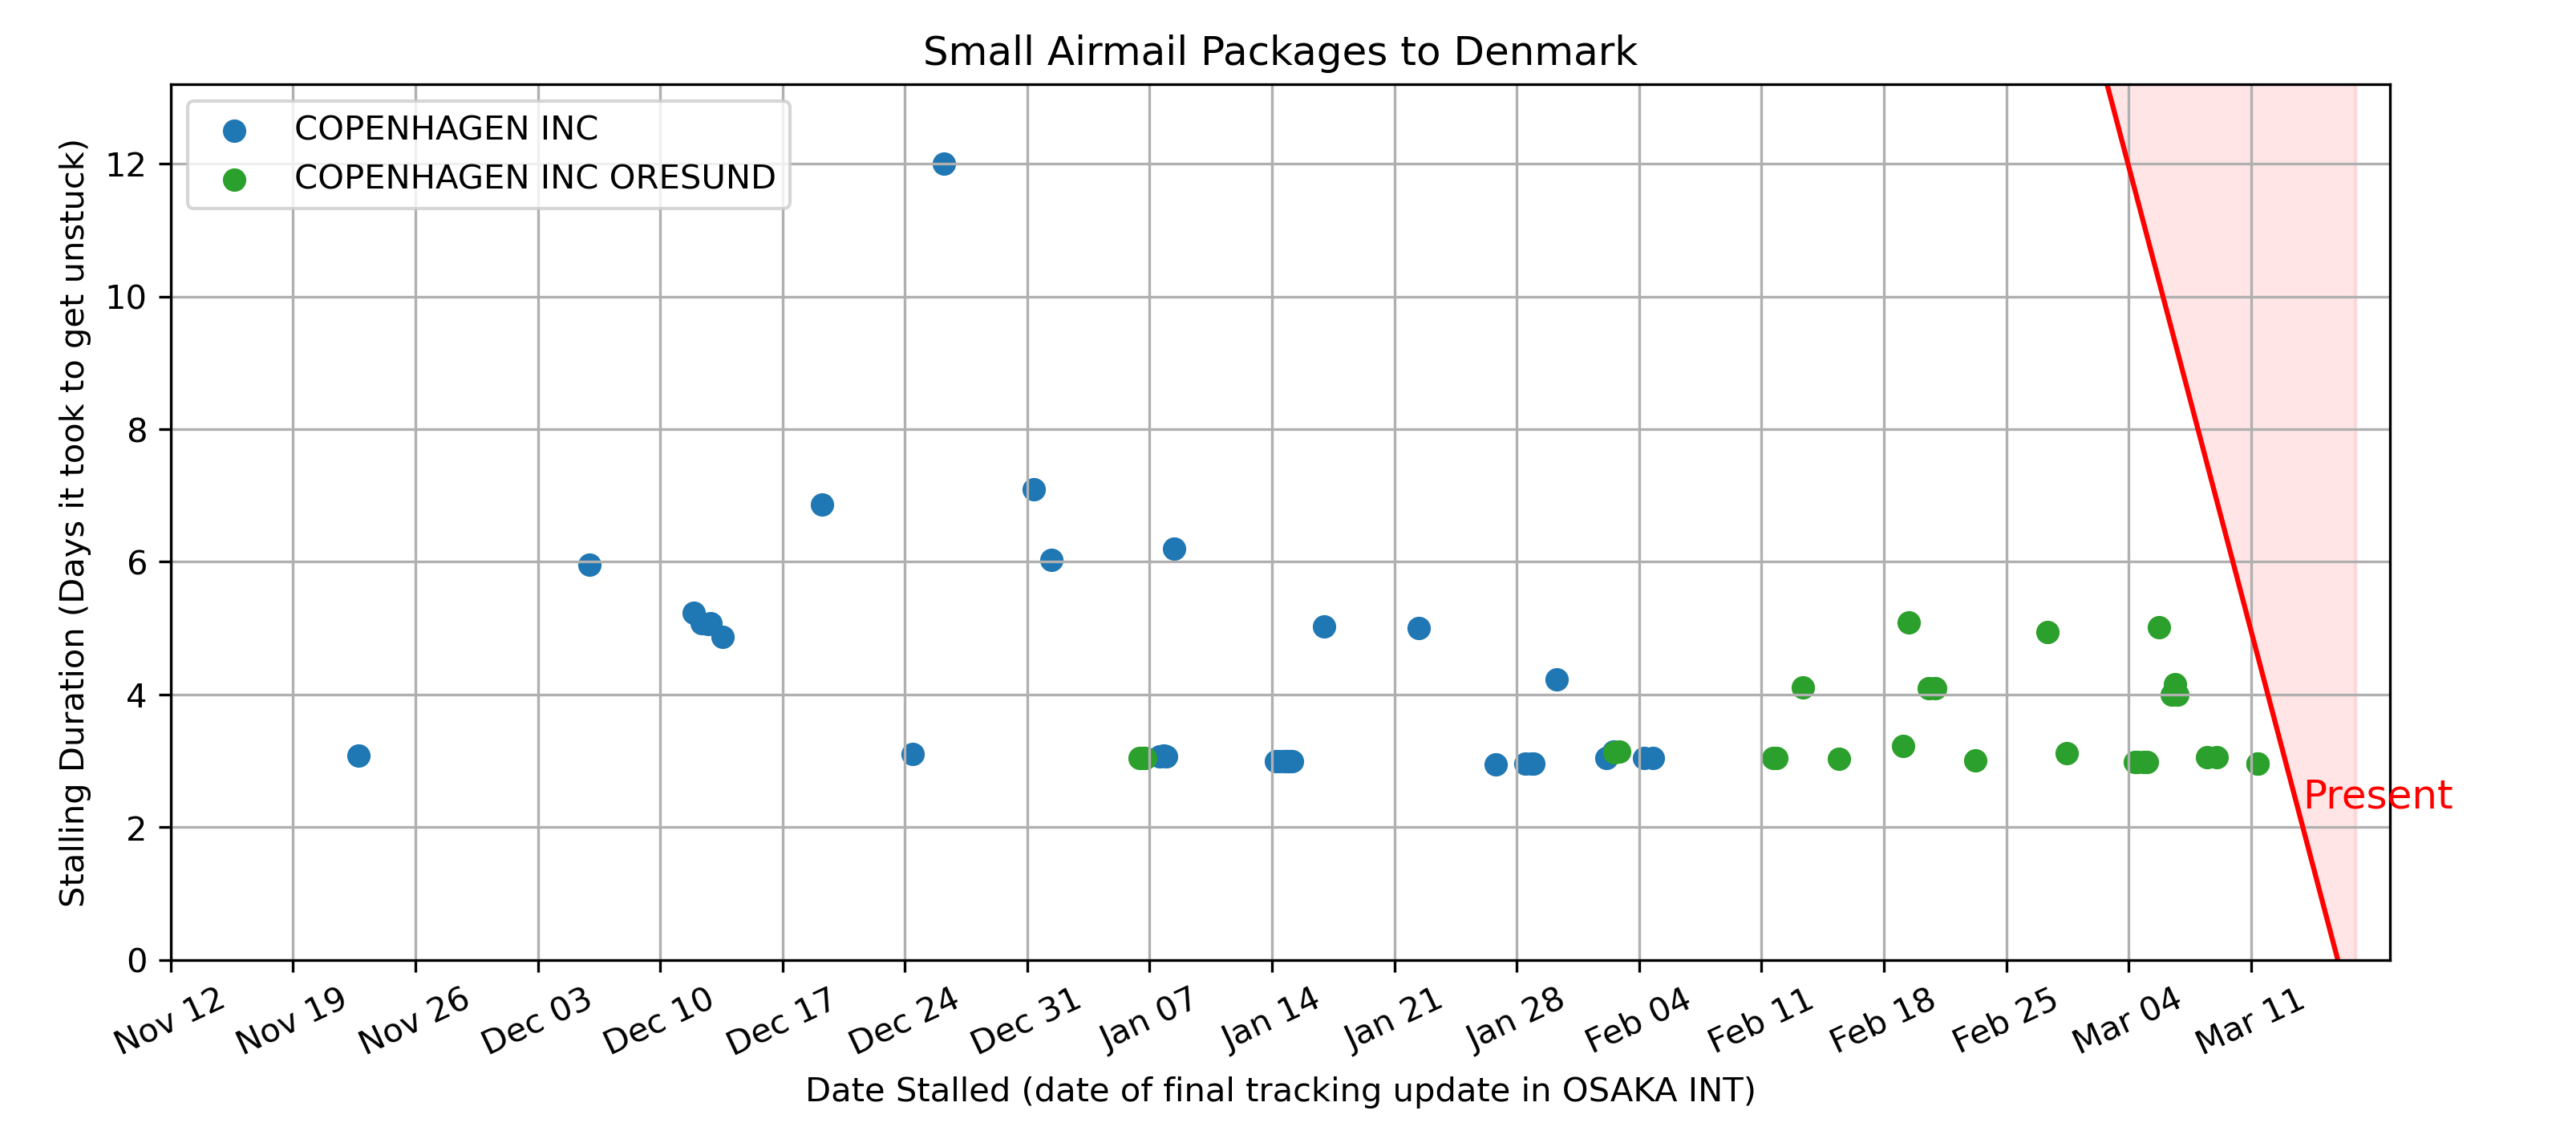 Small Airmail Packages to Denmark
COPENHAGEN INC
COPENHAGEN INC ORESUND
Stalling Duration (Days it took to get unstuck)
12
10
8
6
4
2
0
Present
Nov 12
Nov 19
Nov 26
Dec 03
Dec 10
Dec 17
Dec 24
Dec 31
Jan 07
Jan 14
Jan 21
Jan 28
Feb 04
Feb 11
Feb 18
Feb 25
Mar 04
Mar 11
Date Stalled (date of final tracking update in OSAKA INT)